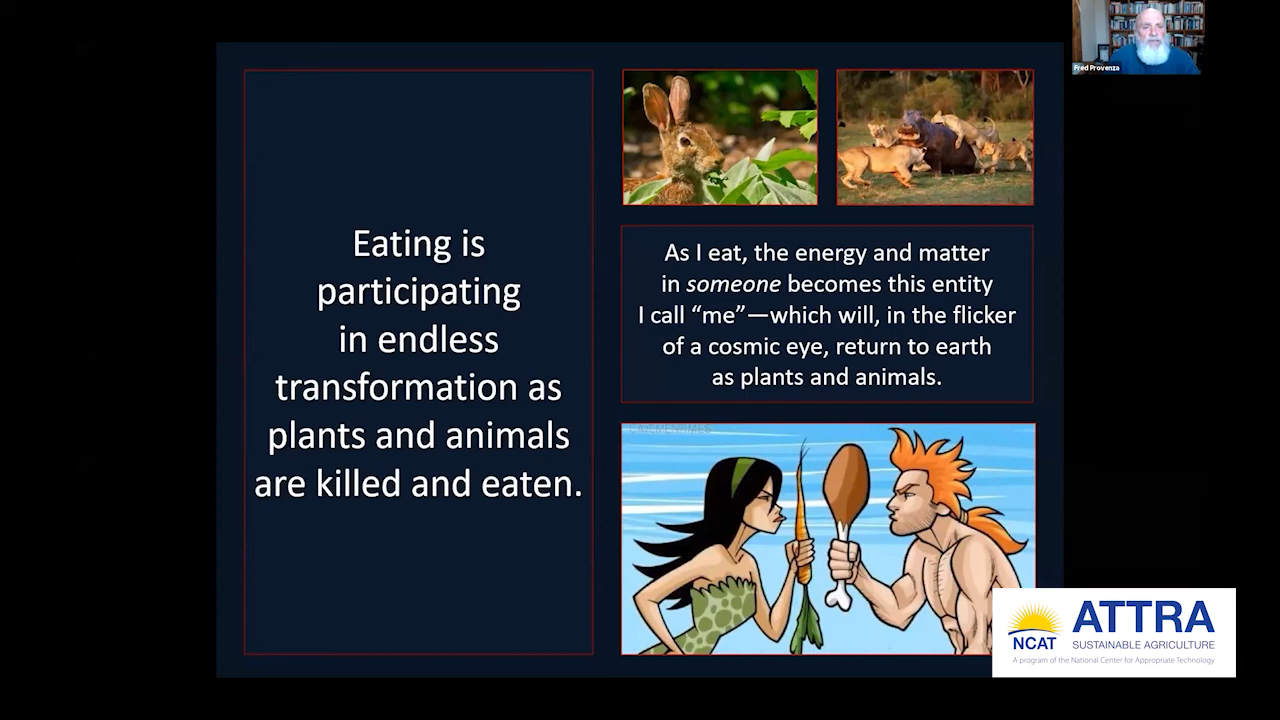 Fred Provenza
Eating is
participating
in endless
transformation as
plants and animals
are killed and eaten.
As I eat, the energy and matter
in someone becomes this entity
I call “me”—which will, in the flicker
of a cosmic eye, return to earth
as plants and animals.
NCAT
ATTRA
SUSTAINABLE AGRICULTURE
A program of the National Center for Appropriate Technology